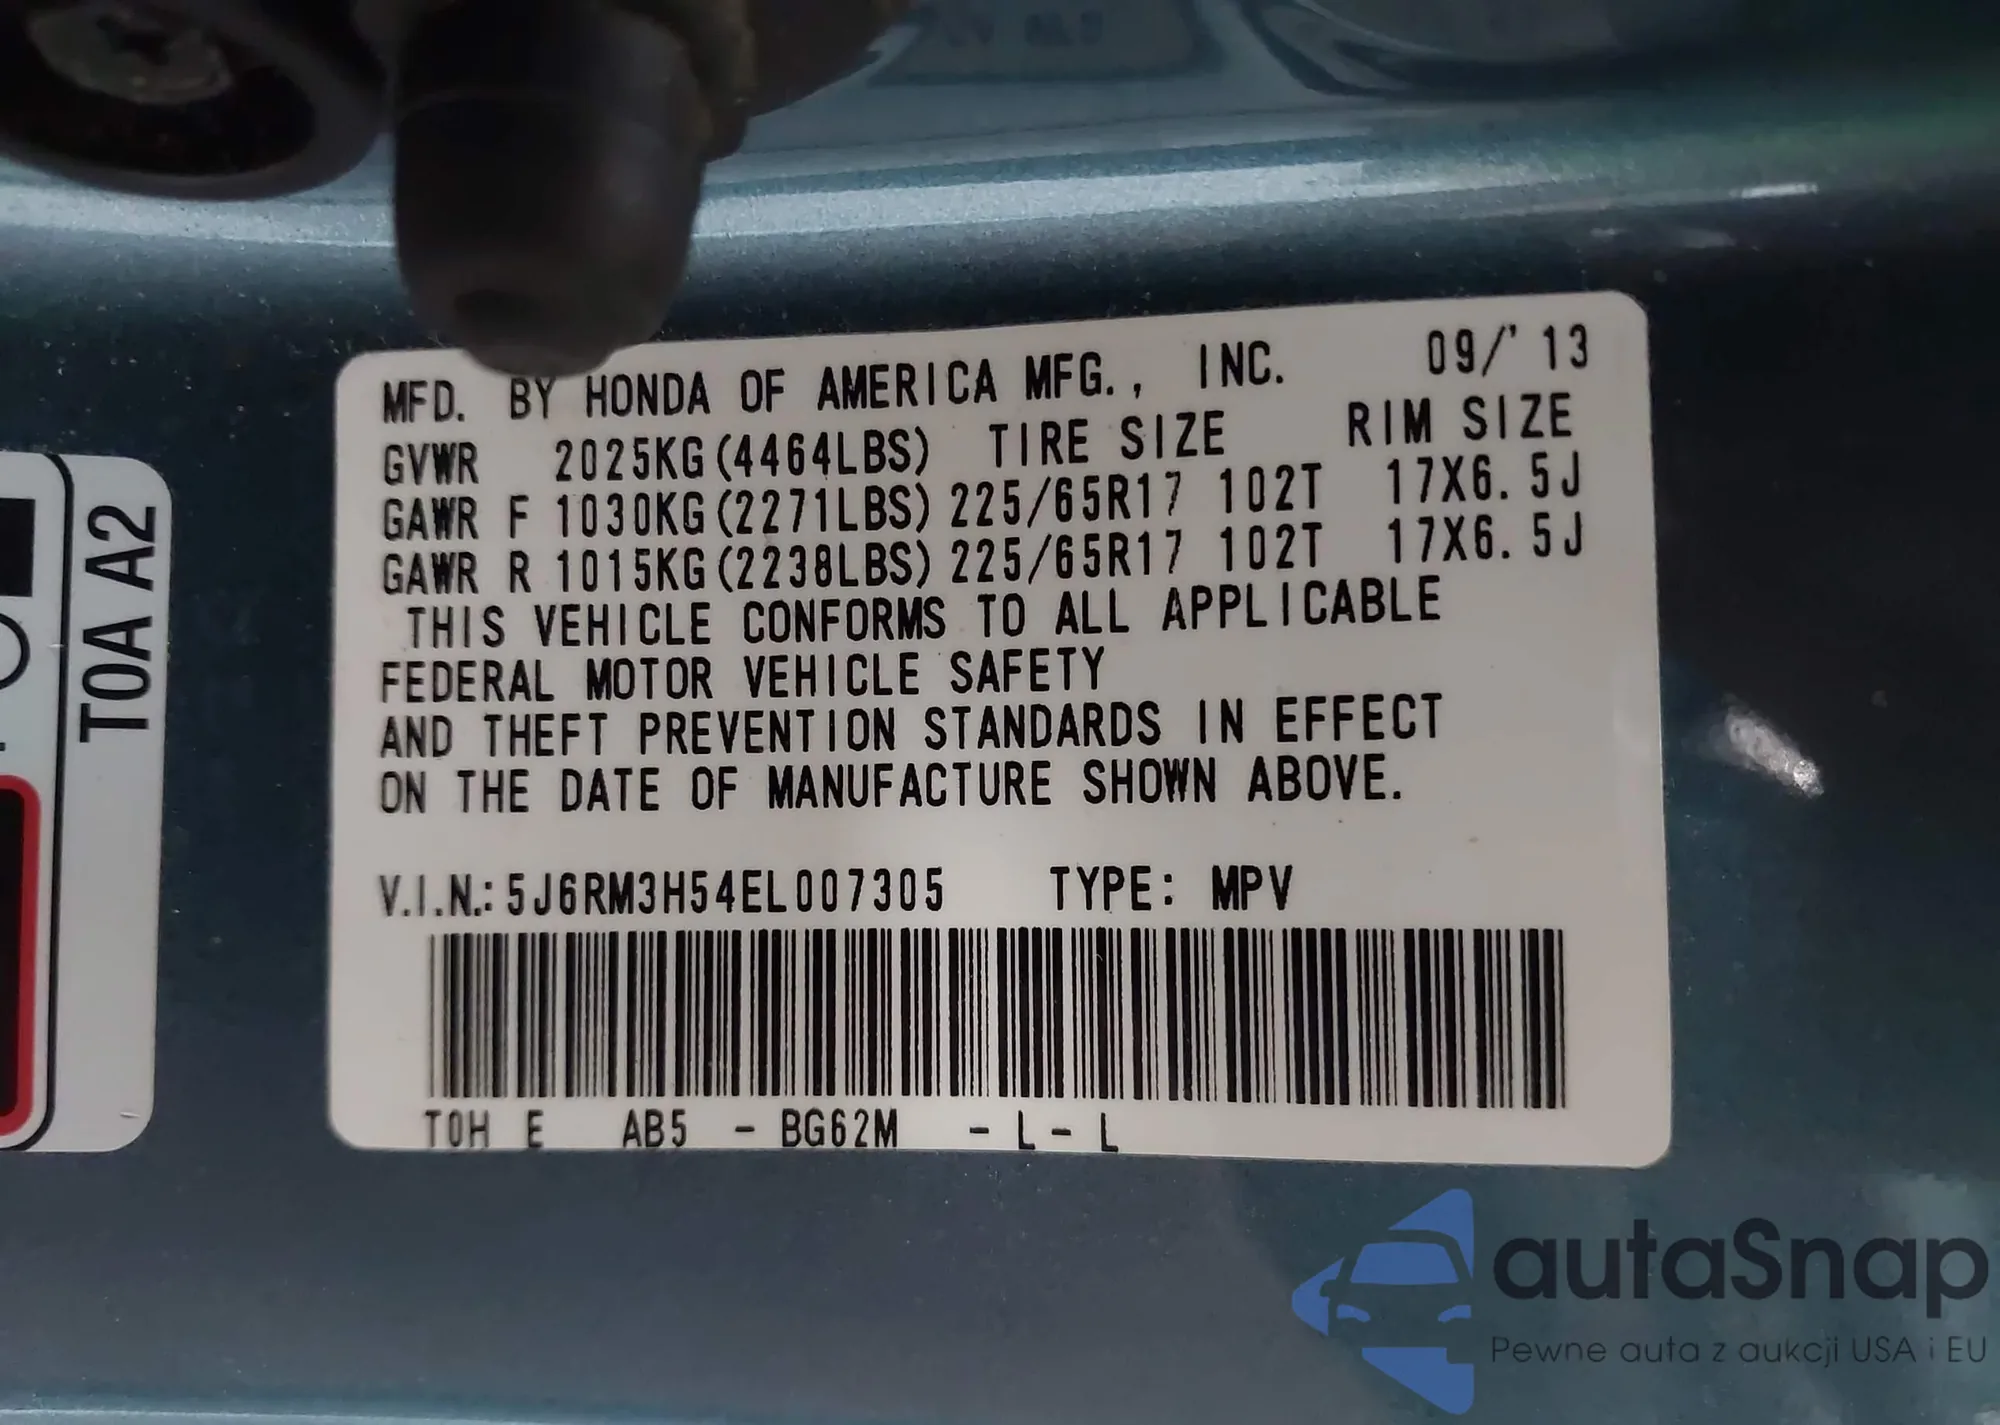 MFD. BY HONDA OF AMERICA MFG., INC. 09/'13
GVWR 2025KG(4464LBS) TIRE SIZE RIM SIZE
GAWR F 1030KG(2271LBS) 225/65R17 102T 17X6.5J
GAWR R 1015KG(2238LBS) 225/65R17 102T 17X6.5J
THIS VEHICLE CONFORMS TO ALL APPLICABLE
FEDERAL MOTOR VEHICLE SAFETY
AND THEFT PREVENTION STANDARDS IN EFFECT
ON THE DATE OF MANUFACTURE SHOWN ABOVE.
V.I.N.: 5J6RM3H54EL007305 TYPE: MPV
T0H E AB5 - BG62M - L - L
T0A A2
autaSnap
Pewne auta z aukcji USA i EU